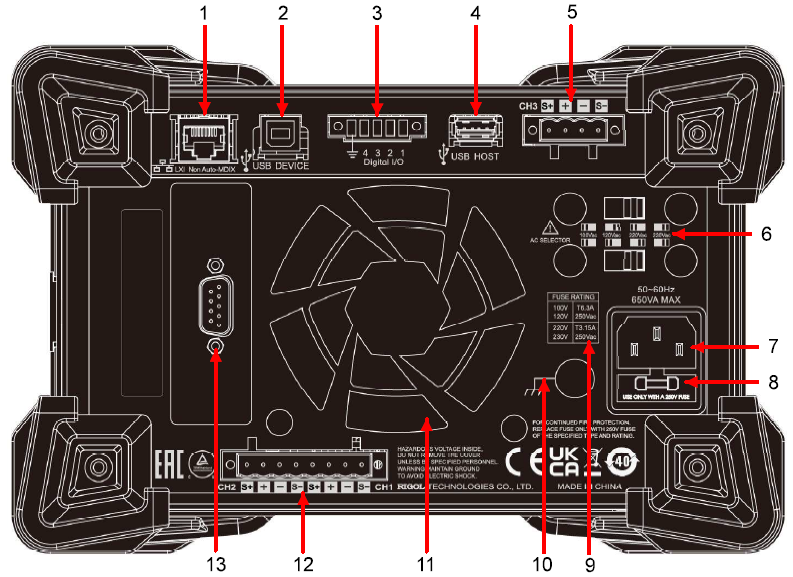 1 2 3 4 5
CH3 S+ + − S−
4 3 2 1
Digital I/O
USB DEVICE
USB HOST
LXI Non Auto-MDIX
AC SELECTOR
100Vac 120Vac 220Vac 230Vac
6
50~60Hz
650VA MAX
FUSE RATING
100V T6.3A
120V 250Vac
220V T3.15A
230V 250Vac
7
8
USE ONLY WITH A 250V FUSE
FOR CONTINUED FIRE PROTECTION,
REPLACE FUSE ONLY WITH 250V FUSE
OF THE SPECIFIED TYPE AND RATING.
HAZARDOUS VOLTAGE INSIDE,
DO NOT REMOVE THE COVER
UNLESS BY SPECIFIED PERSONNEL
WARNING:MAINTAIN GROUND
TO AVOID ELECTRIC SHOCK.
EAC
CE UK CA 40
CH2 S+ + − S− S+ + − S− CH1
RIGOL TECHNOLOGIES CO., LTD. MADE IN CHINA
13 12 11 10 9